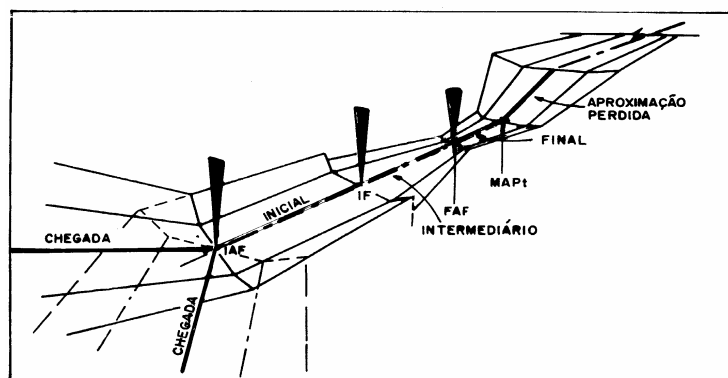 APROXIMAÇÃO
PERDIDA
FINAL
MAPt
INICIAL
IF
FAF
INTERMEDIÁRIO
CHEGADA
IAF
CHEGADA